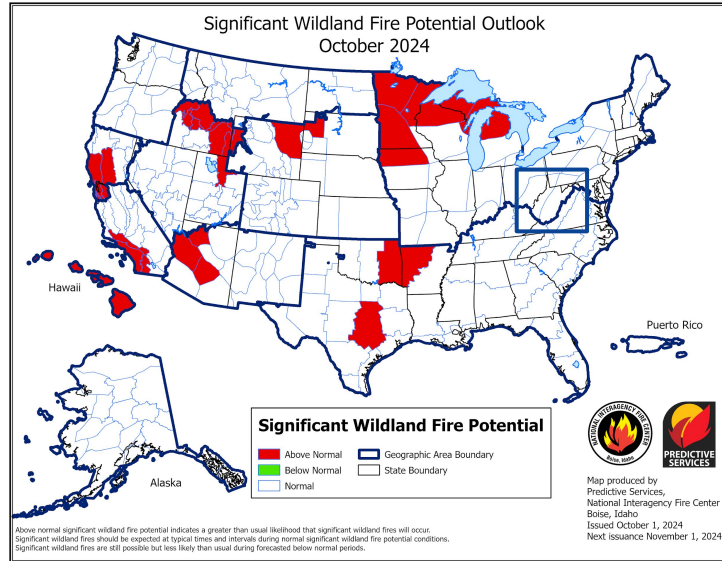 Significant Wildland Fire Potential Outlook
October 2024
Hawaii
Puerto Rico
Alaska
Significant Wildland Fire Potential
Above Normal
Geographic Area Boundary
Below Normal
State Boundary
Normal
NATIONAL INTERAGENCY FIRE CENTER
Boise, Idaho
PREDICTIVE
SERVICES
Map produced by
Predictive Services,
National Interagency Fire Center
Boise, Idaho
Issued October 1, 2024
Next issuance November 1, 2024
Above normal significant wildland fire potential indicates a greater than usual likelihood that significant wildland fires will occur.
Significant wildland fires should be expected at typical times and intervals during normal significant wildland fire potential conditions.
Significant wildland fires are still possible but less likely than usual during forecasted below normal periods.